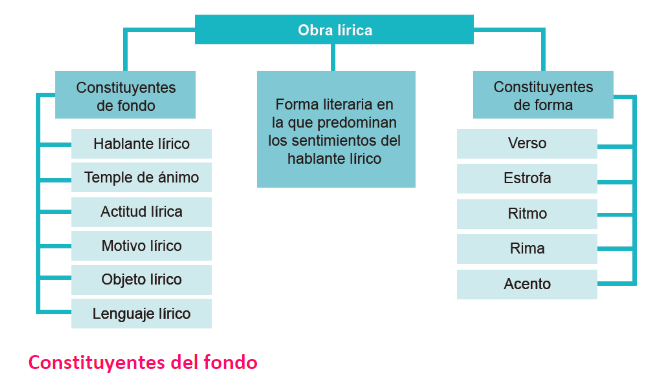 Obra lírica
Constituyentes
de fondo
Hablante lírico
Temple de ánimo
Actitud lírica
Motivo lírico
Objeto lírico
Lenguaje lírico
Forma literaria en
la que predominan
los sentimientos del
hablante lírico
Constituyentes
de forma
Verso
Estrofa
Ritmo
Rima
Acento
Constituyentes del fondo